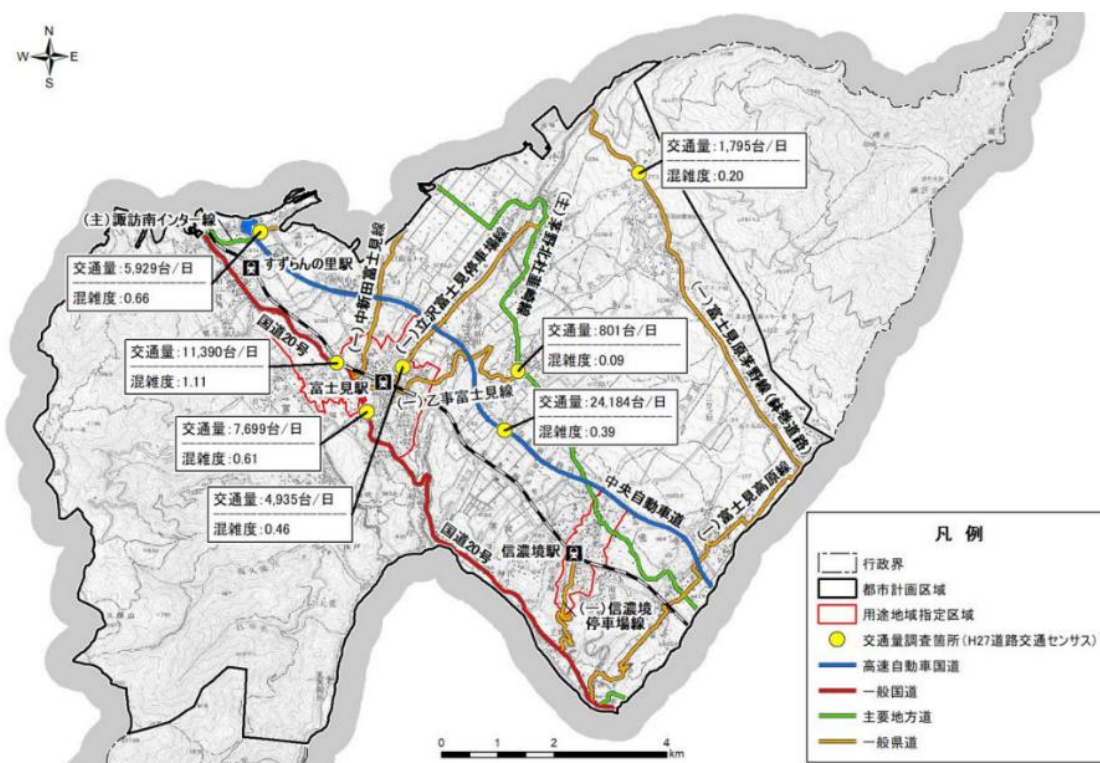 N
W E
S
交通量:1,795台/日
混雑度:0.20
(主)諏訪南インター線
(主)茅野北杜韮崎線
交通量:5,929台/日
混雑度:0.66
すずらんの里駅
(一)中新田富士見線
(一)立沢富士見停車場線
国道20号
交通量:801台/日
混雑度:0.09
(一)富士見原茅野線(鉢巻道路)
交通量:11,390台/日
混雑度:1.11
富士見駅
(一)乙事富士見線
交通量:24,184台/日
混雑度:0.39
交通量:7,699台/日
混雑度:0.61
中央自動車道
(一)富士見高原線
交通量:4,935台/日
混雑度:0.46
国道20号
信濃境駅
(一)信濃境
停車場線
凡 例
行政界
都市計画区域
用途地域指定区域
交通量調査箇所(H27道路交通センサス)
高速自動車国道
一般国道
主要地方道
一般県道
0 1 2 4
km